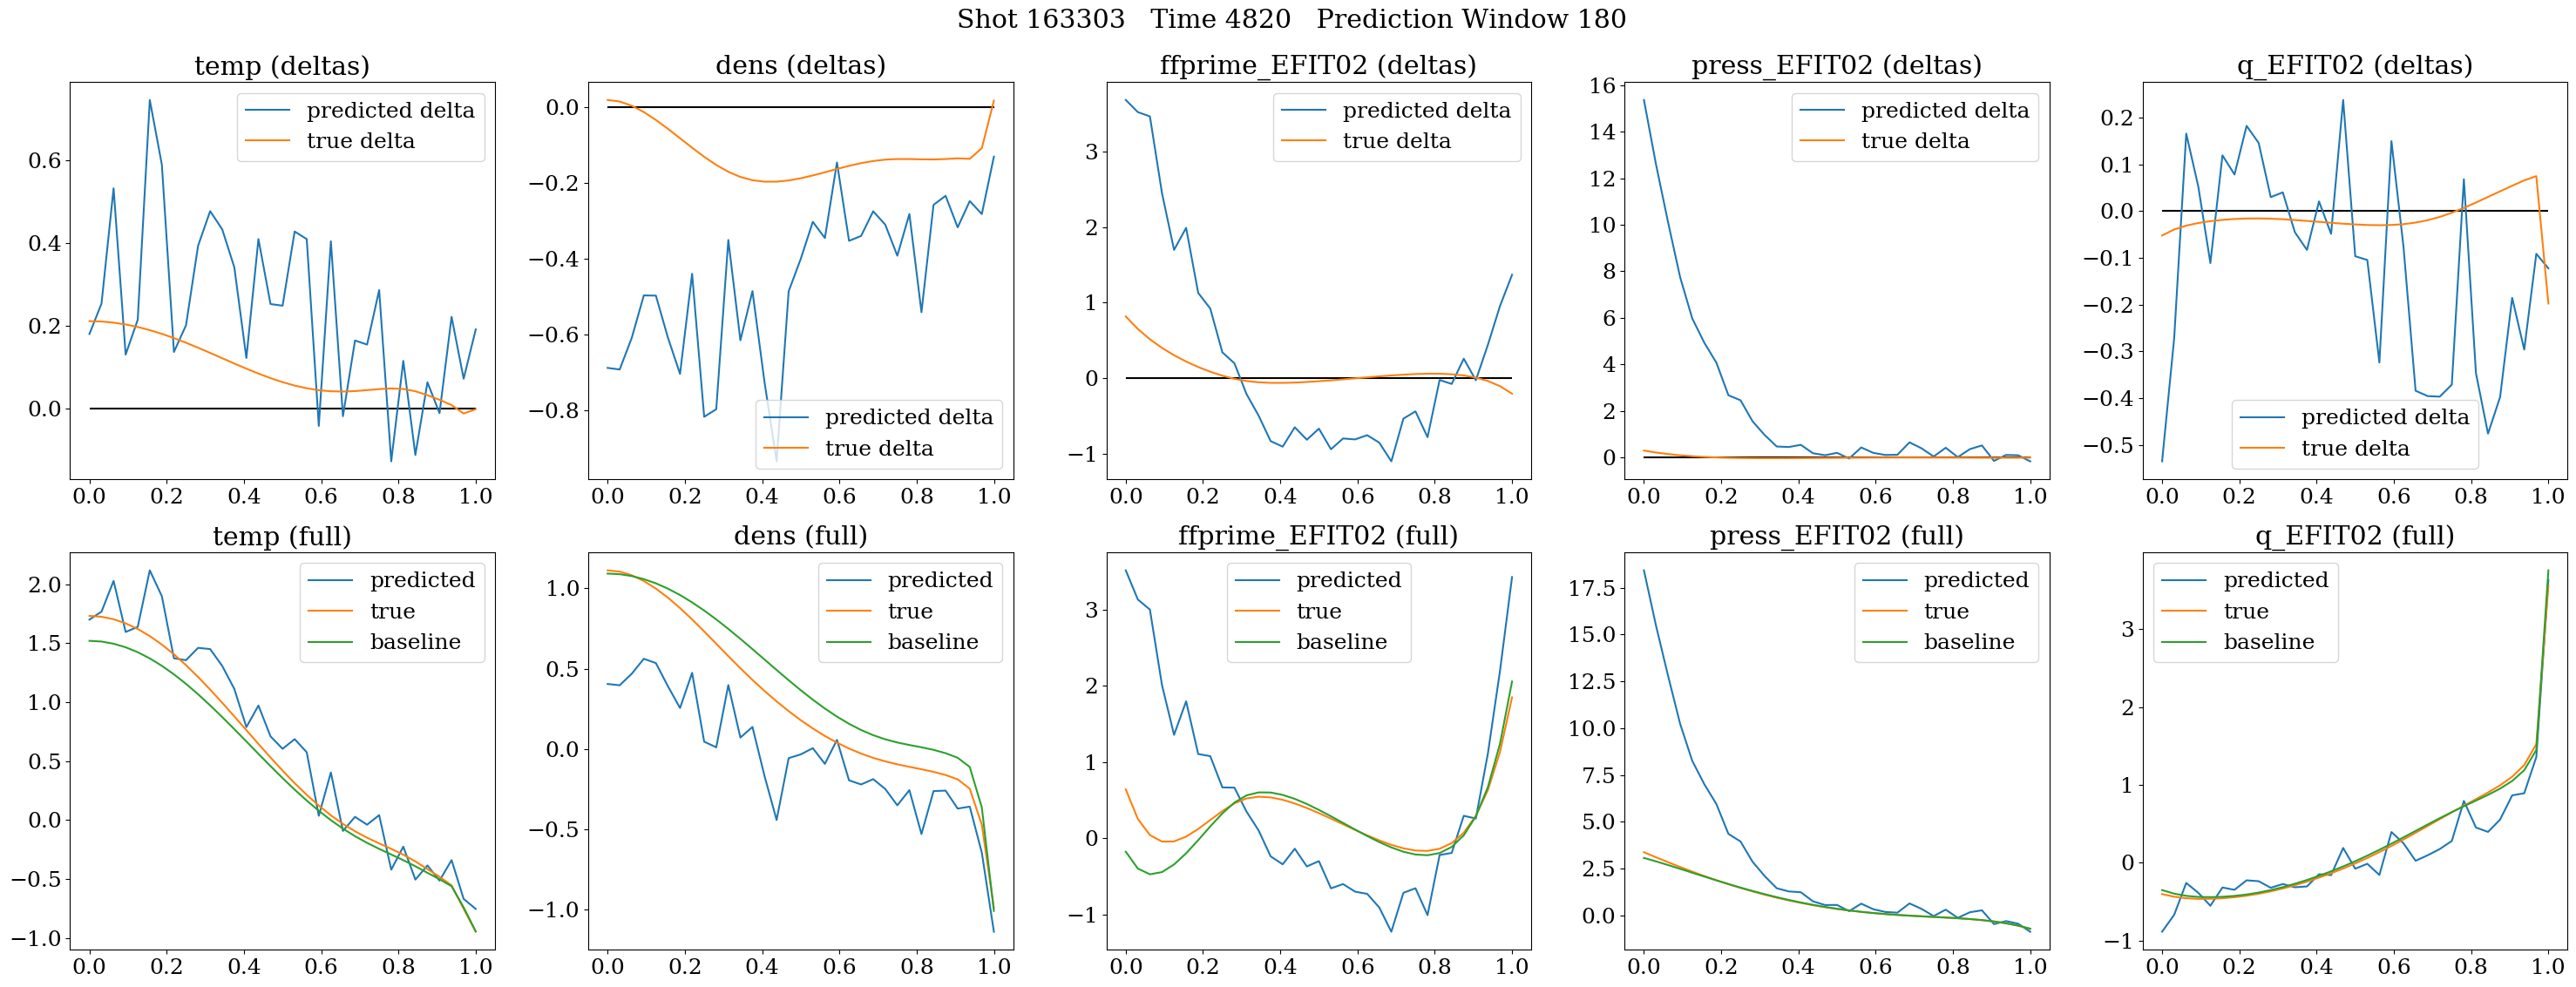 Shot 163303   Time 4820   Prediction Window 180
temp (deltas)
predicted delta
true delta
0.6
0.4
0.2
0.0
0.0 0.2 0.4 0.6 0.8 1.0
dens (deltas)
predicted delta
true delta
0.0
−0.2
−0.4
−0.6
−0.8
0.0 0.2 0.4 0.6 0.8 1.0
ffprime_EFIT02 (deltas)
predicted delta
true delta
3
2
1
0
−1
0.0 0.2 0.4 0.6 0.8 1.0
press_EFIT02 (deltas)
predicted delta
true delta
16
14
12
10
8
6
4
2
0
0.0 0.2 0.4 0.6 0.8 1.0
q_EFIT02 (deltas)
predicted delta
true delta
0.2
0.1
0.0
−0.1
−0.2
−0.3
−0.4
−0.5
0.0 0.2 0.4 0.6 0.8 1.0
temp (full)
predicted
true
baseline
2.0
1.5
1.0
0.5
0.0
−0.5
−1.0
0.0 0.2 0.4 0.6 0.8 1.0
dens (full)
predicted
true
baseline
1.0
0.5
0.0
−0.5
−1.0
0.0 0.2 0.4 0.6 0.8 1.0
ffprime_EFIT02 (full)
predicted
true
baseline
3
2
1
0
−1
0.0 0.2 0.4 0.6 0.8 1.0
press_EFIT02 (full)
predicted
true
baseline
17.5
15.0
12.5
10.0
7.5
5.0
2.5
0.0
0.0 0.2 0.4 0.6 0.8 1.0
q_EFIT02 (full)
predicted
true
baseline
3
2
1
0
−1
0.0 0.2 0.4 0.6 0.8 1.0